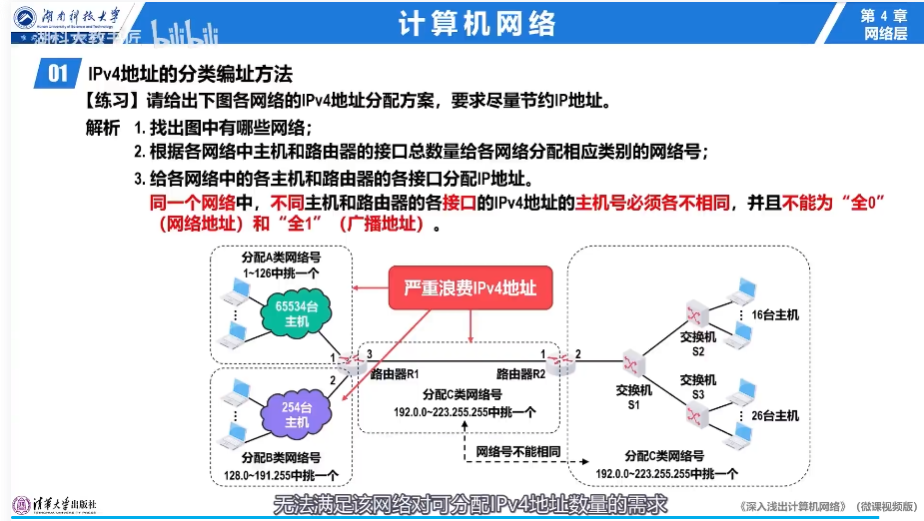 湖南科技大学
计算机网络
第 4 章
网络层
bilibili
01
IPv4地址的分类编址方法
【练习】请给出下图各网络的IPv4地址分配方案，要求尽量节约IP地址。
解析 1. 找出图中有哪些网络；
2. 根据各网络中主机和路由器的接口总数量给各网络分配相应类别的网络号；
3. 给各网络中的各主机和路由器的各接口分配IP地址。
同一个网络中，不同主机和路由器的各接口的IPv4地址的主机号必须各不相同，并且不能为“全0”
（网络地址）和“全1”（广播地址）。
分配A类网络号
1~126中挑一个
65534台
主机
严重浪费IPv4地址
16台主机
交换机
S2
1
3
1
2
2
路由器R1
路由器R2
交换机
S1
交换机
S3
254台
主机
分配C类网络号
192.0.0~223.255.255中挑一个
26台主机
网络号不能相同
分配B类网络号
128.0~191.255中挑一个
分配C类网络号
192.0.0~223.255.255中挑一个
无法满足该网络对可分配IPv4地址数量的需求
清华大学出版社
《深入浅出计算机网络》（微课视频版）